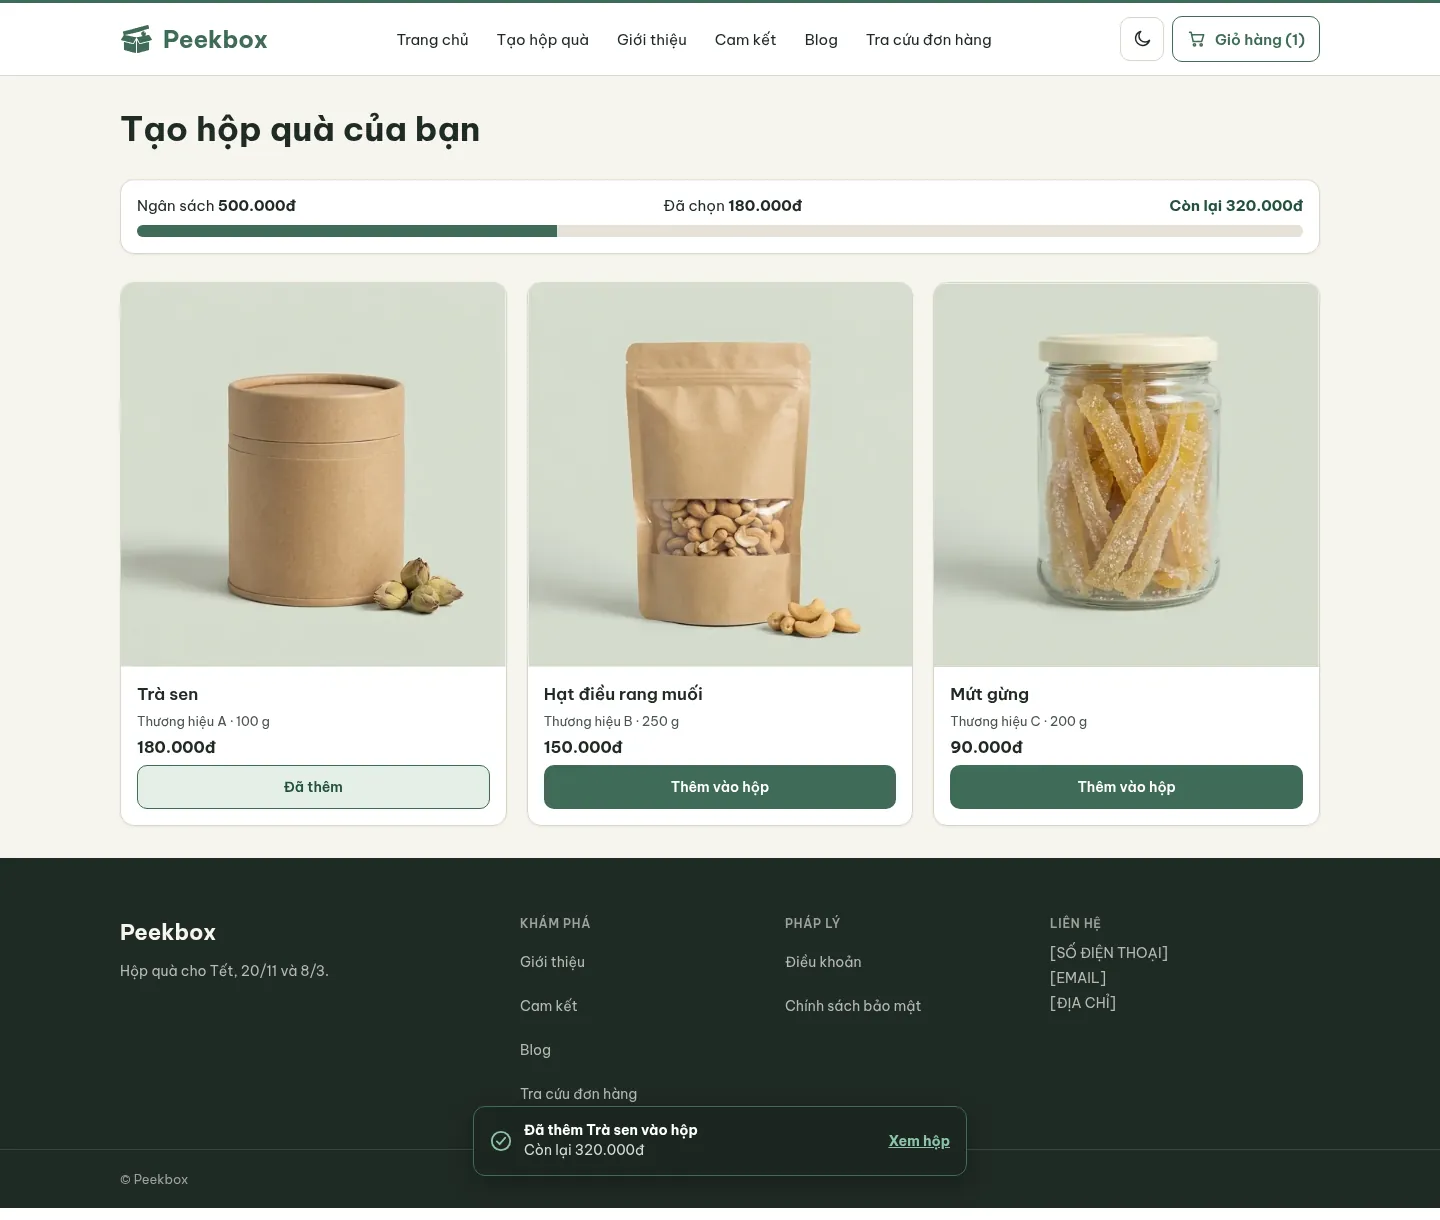 Peekbox
Trang chủ
Tạo hộp quà
Giới thiệu
Cam kết
Blog
Tra cứu đơn hàng
Giỏ hàng (1)
Tạo hộp quà của bạn
Ngân sách 500.000đ
Đã chọn 180.000đ
Còn lại 320.000đ
Trà sen
Thương hiệu A · 100 g
180.000đ
Đã thêm
Hạt điều rang muối
Thương hiệu B · 250 g
150.000đ
Thêm vào hộp
Mứt gừng
Thương hiệu C · 200 g
90.000đ
Thêm vào hộp
Peekbox
Hộp quà cho Tết, 20/11 và 8/3.
KHÁM PHÁ
Giới thiệu
Cam kết
Blog
Tra cứu đơn hàng
PHÁP LÝ
Điều khoản
Chính sách bảo mật
LIÊN HỆ
[SỐ ĐIỆN THOẠI]
[EMAIL]
[ĐỊA CHỈ]
Đã thêm Trà sen vào hộp
Còn lại 320.000đ
Xem hộp
© Peekbox